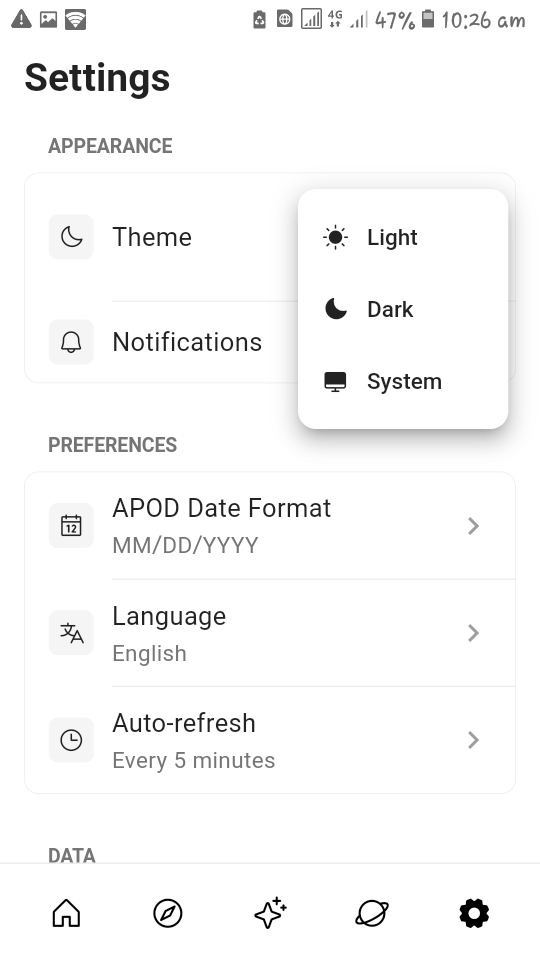 4G 47% 10:26 am
Settings
APPEARANCE
Theme
Light
Dark
Notifications
System
PREFERENCES
APOD Date Format
MM/DD/YYYY
12
Language
English
Auto-refresh
Every 5 minutes
DATA